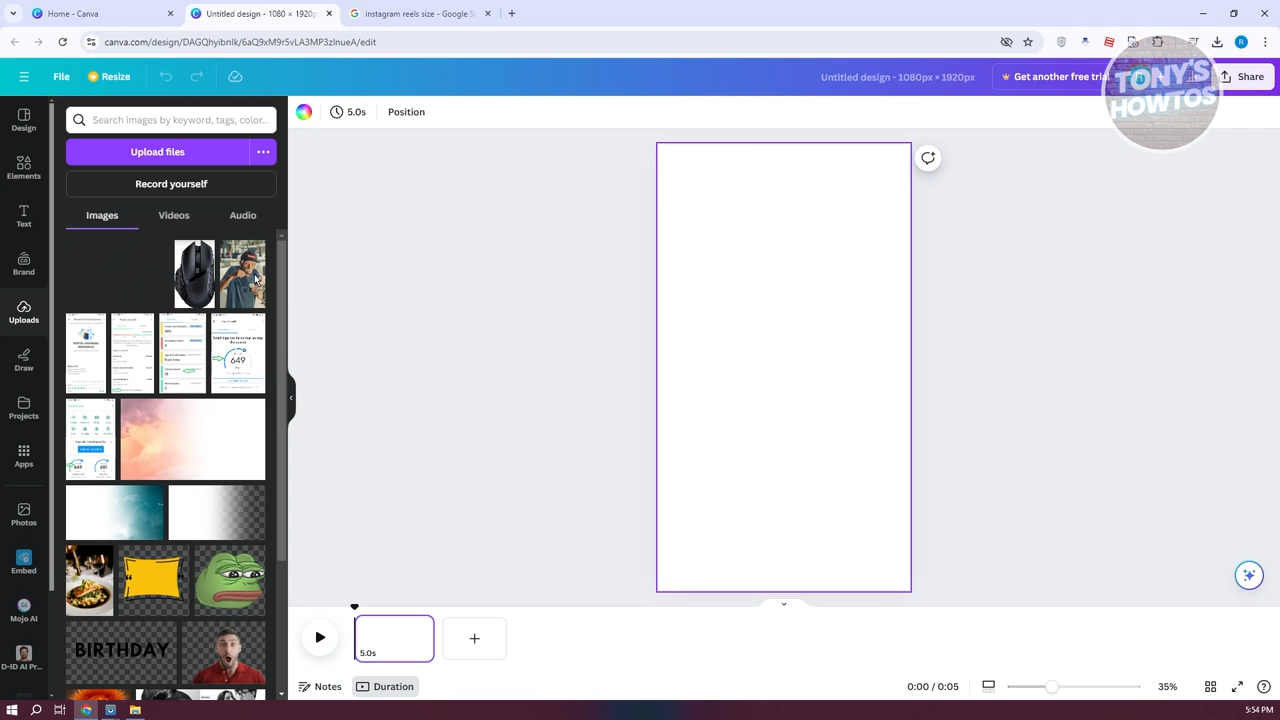 Home - Canva
Untitled design - 1080 × 1920p
instagram reels size - Google S
canva.com/design/DAGQhyibnIk/6aQ9xM9r5vLA3MP3zlnueA/edit
File
Resize
Untitled design - 1080px × 1920px
Get another free trial
Share
TONY'S
HOWTOS
Design
Elements
Text
Brand
Uploads
Draw
Projects
Apps
Photos
Embed
Mojo AI
D-ID AI Pr...
Search images by keyword, tags, color...
Upload files
Record yourself
Images
Videos
Audio
649
BIRTHDAY
5.0s
Position
5.0s
Notes
Duration
0:00 / 0:05
35%
5:54 PM